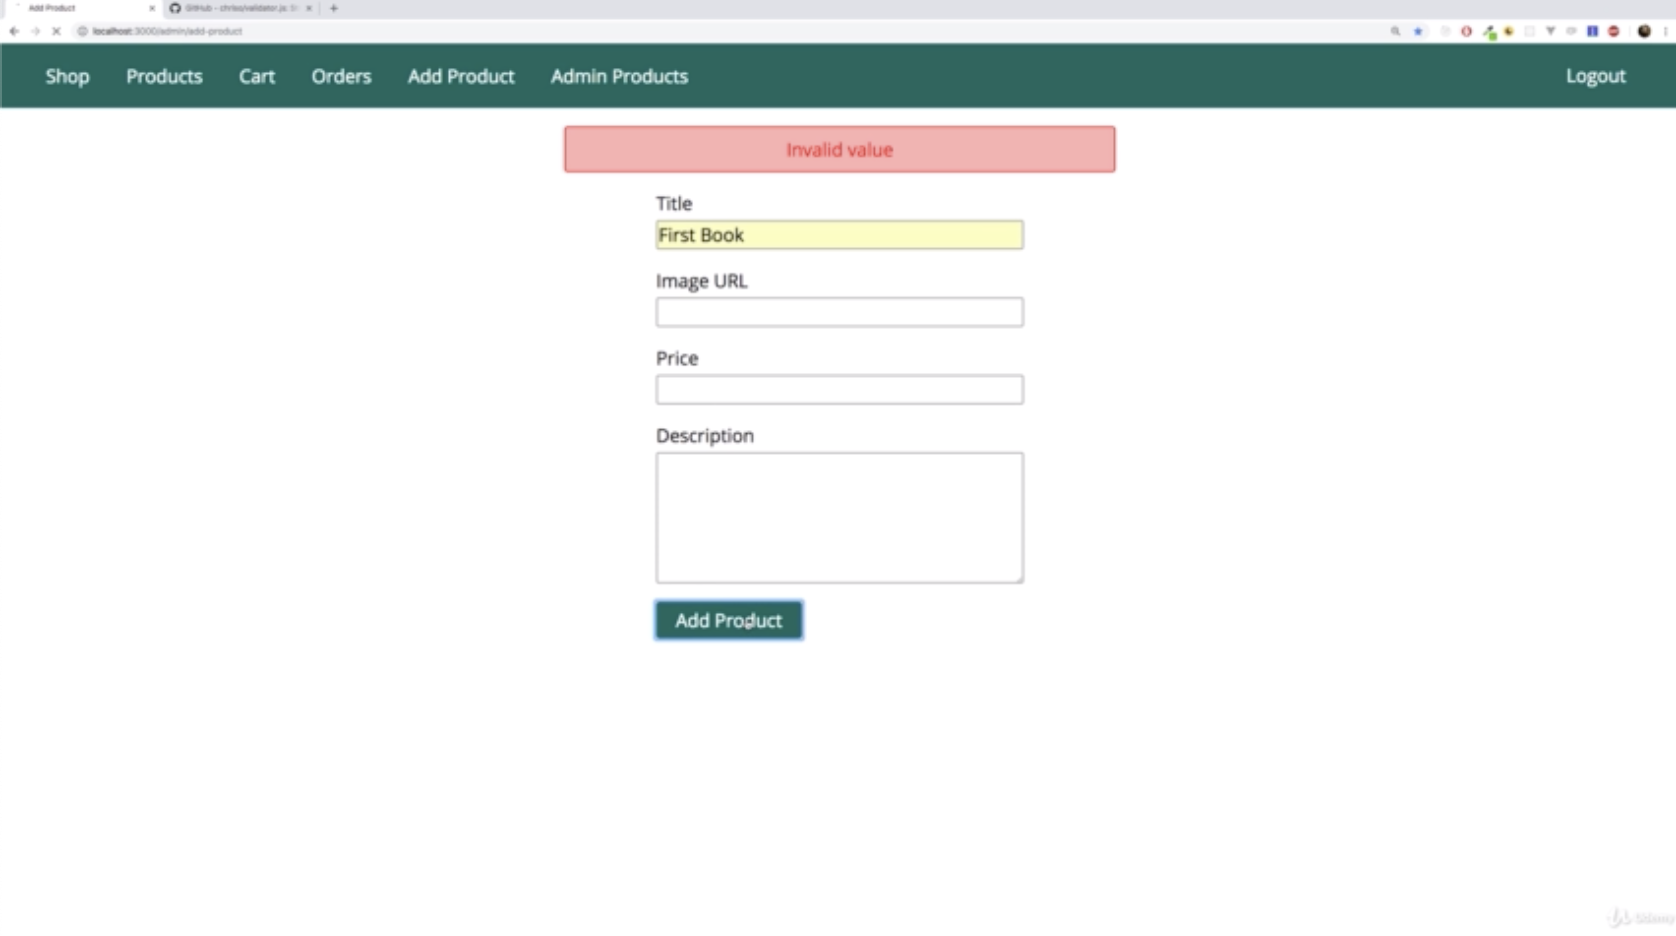 Add Product
GitHub - chriso/validator.js: St
localhost:3000/admin/add-product
Shop Products Cart Orders Add Product Admin Products Logout
Invalid value
Title
First Book
Image URL
Price
Description
Add Product
Udemy